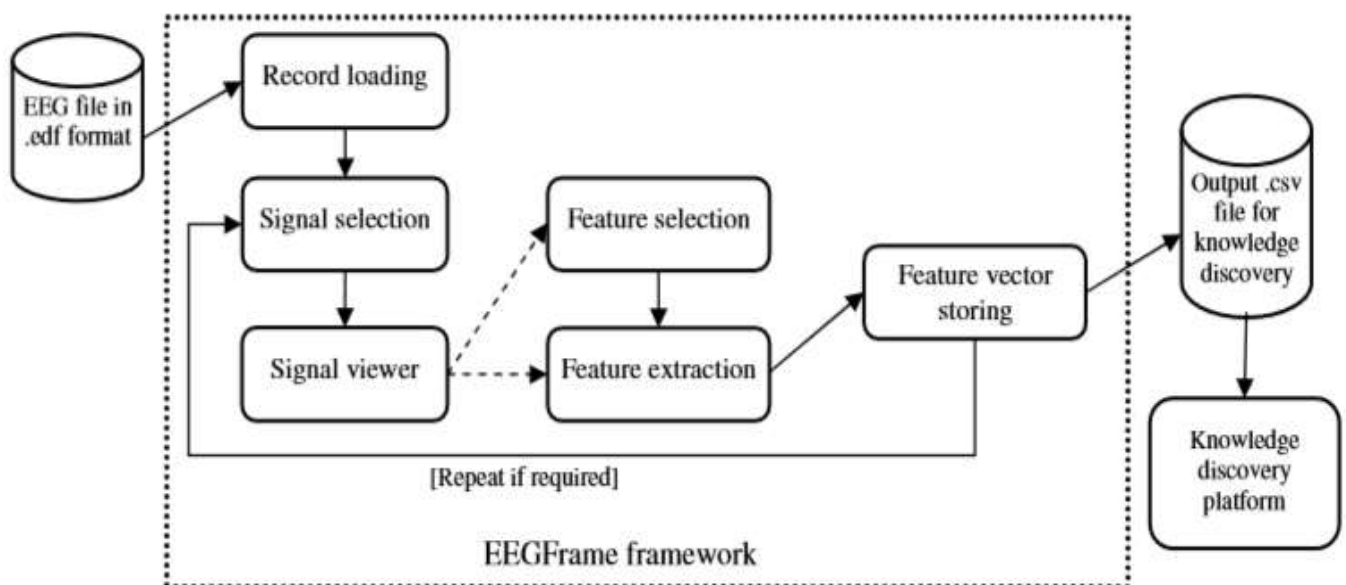 EEG file in
.edf format
Record loading
Signal selection
Signal viewer
Feature selection
Feature extraction
Feature vector
storing
[Repeat if required]
EEGFrame framework
Output .csv
file for
knowledge
discovery
Knowledge
discovery
platform